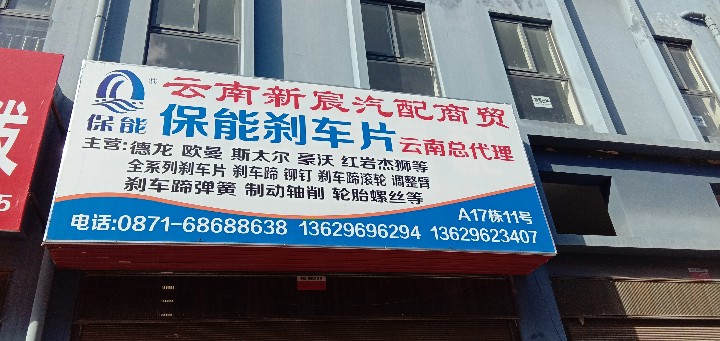 云南新宸汽配商贸
保能 保能刹车片 云南总代理
主营:德龙 欧曼 斯太尔 豪沃 红岩杰狮等
全系列刹车片 刹车蹄 铆钉 刹车蹄滚轮 调整臂
刹车蹄弹簧 制动轴削 轮胎螺丝等
A17栋11号
电话:0871-68688638 13629696294 13629623407
5